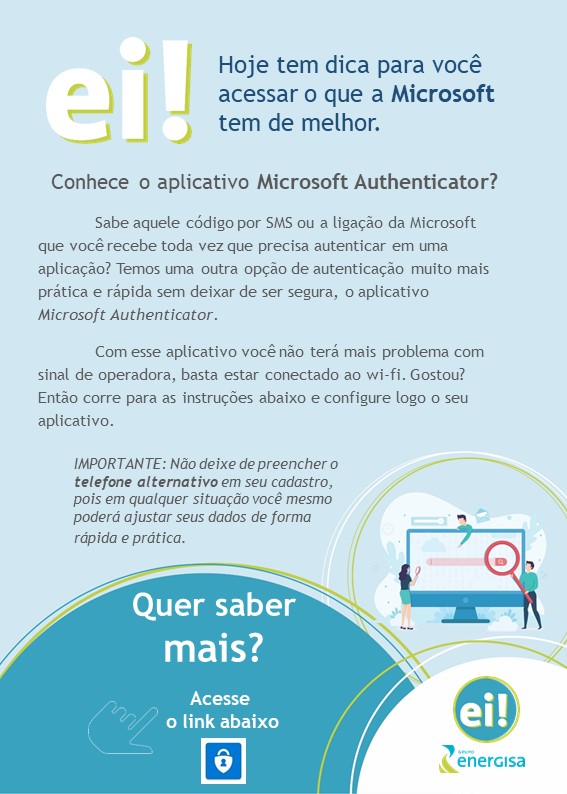 ei!
Hoje tem dica para você
acessar o que a Microsoft
tem de melhor.
Conhece o aplicativo Microsoft Authenticator?
Sabe aquele código por SMS ou a ligação da Microsoft
que você recebe toda vez que precisa autenticar em uma
aplicação? Temos uma outra opção de autenticação muito mais
prática e rápida sem deixar de ser segura, o aplicativo
Microsoft Authenticator.
Com esse aplicativo você não terá mais problema com
sinal de operadora, basta estar conectado ao wi-fi. Gostou?
Então corre para as instruções abaixo e configure logo o seu
aplicativo.
IMPORTANTE: Não deixe de preencher o
telefone alternativo em seu cadastro,
pois em qualquer situação você mesmo
poderá ajustar seus dados de forma
rápida e prática.
Quer saber
mais?
Acesse
o link abaixo
ei!
GRUPO
energisa